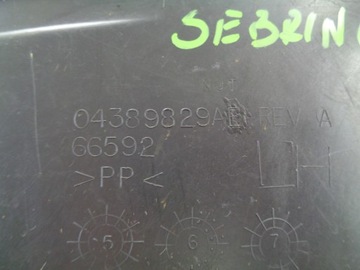 SEBRIN
04389829A REV A
66592
>PP<
LH
5 6 7